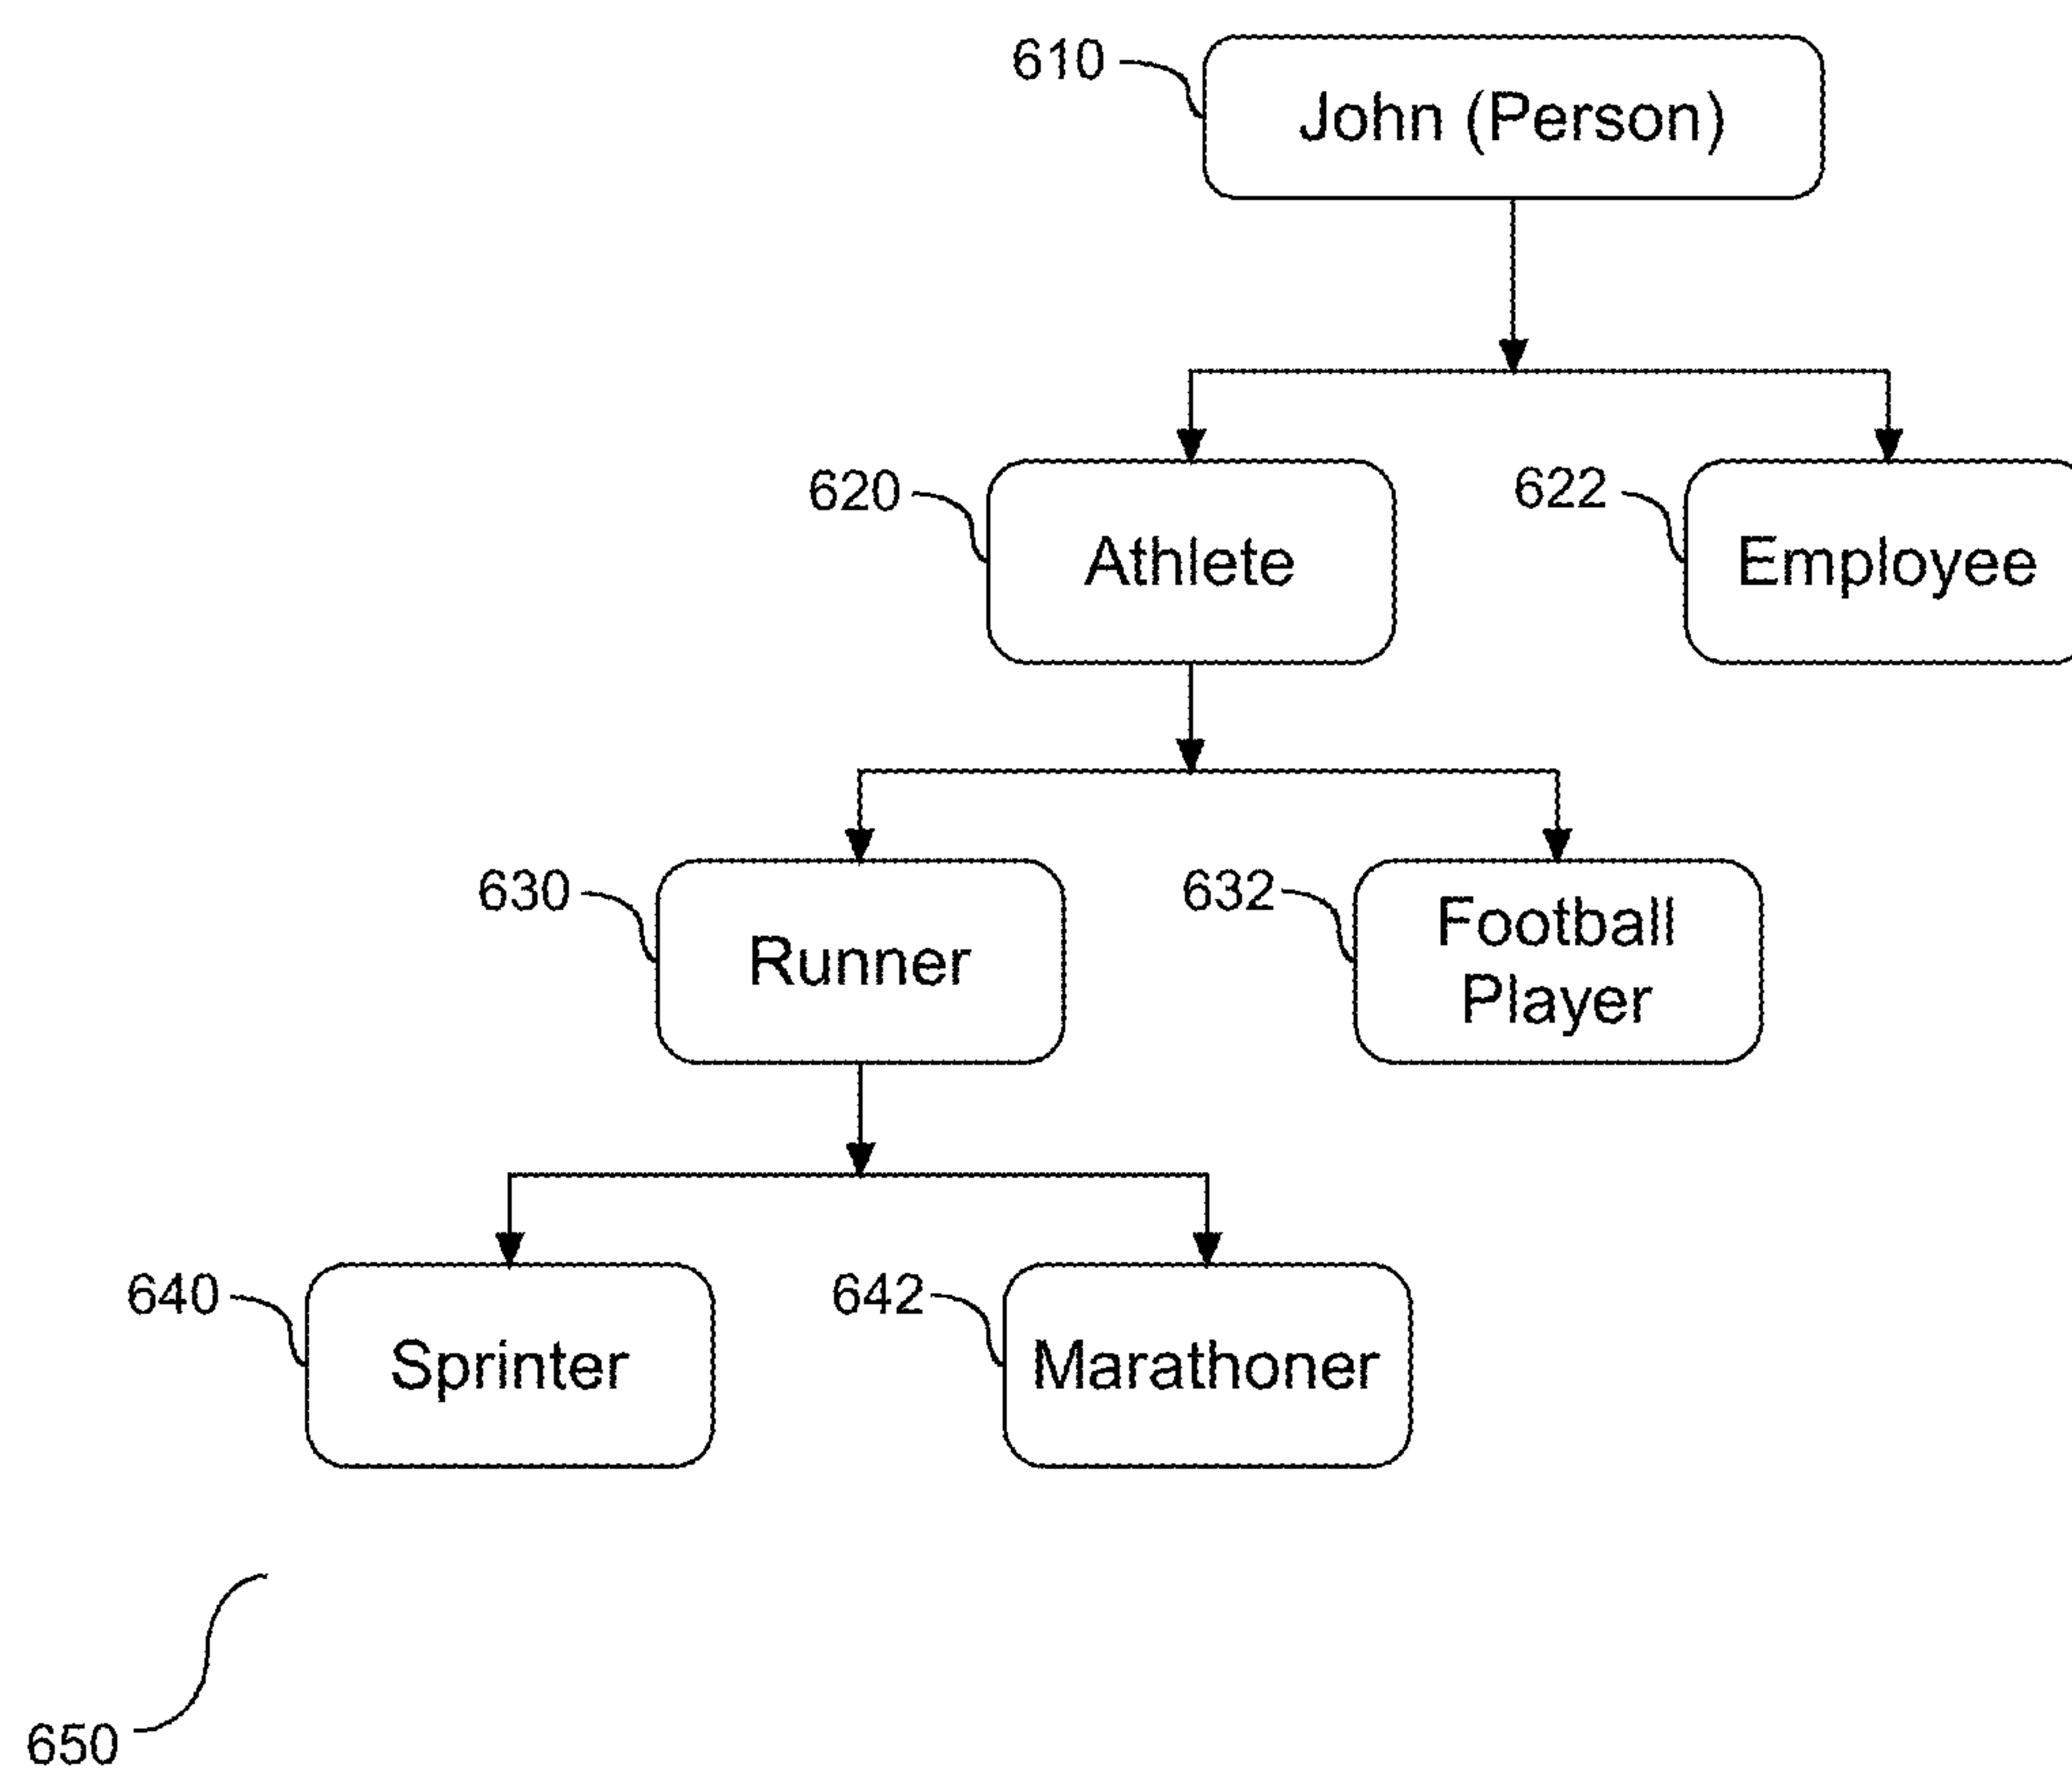 610
John (Person)
620
Athlete
622
Employee
630
Runner
632
Football
Player
640
Sprinter
642
Marathoner
650